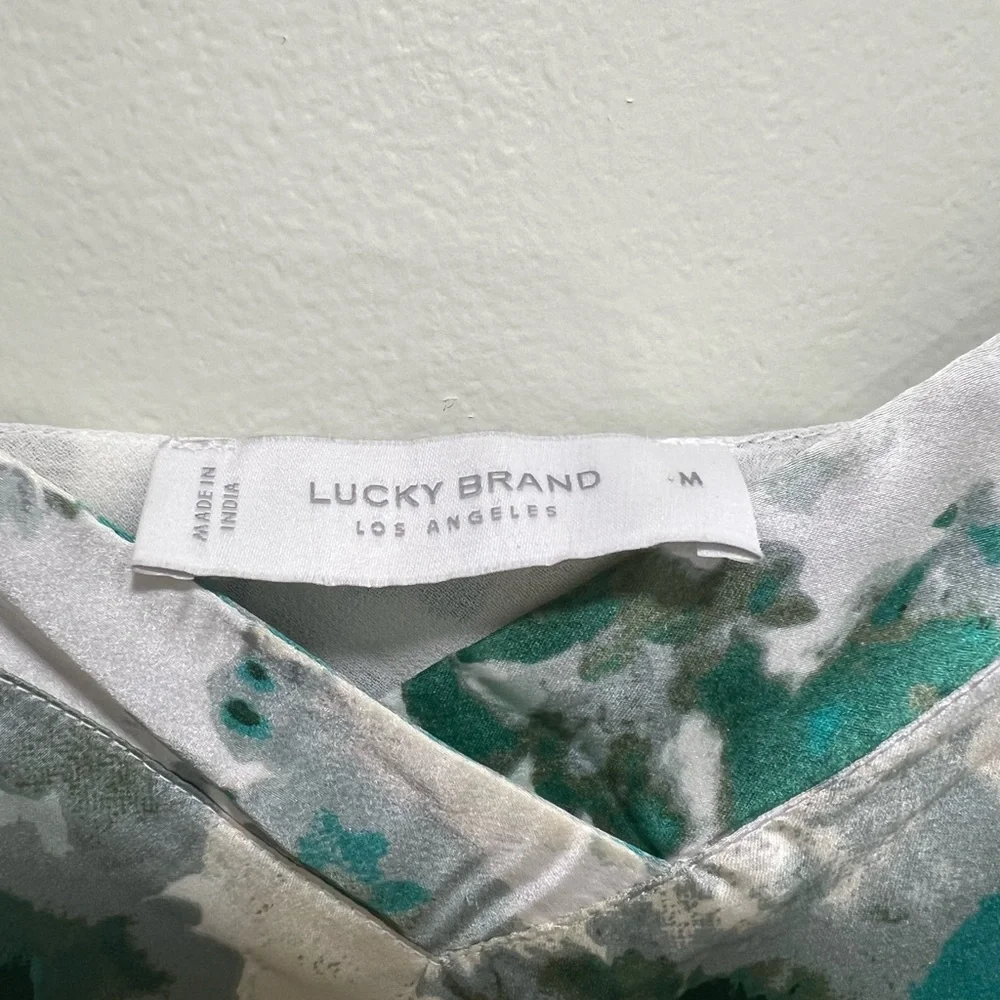 MADE IN
INDIA
LUCKY BRAND
LOS ANGELES
M